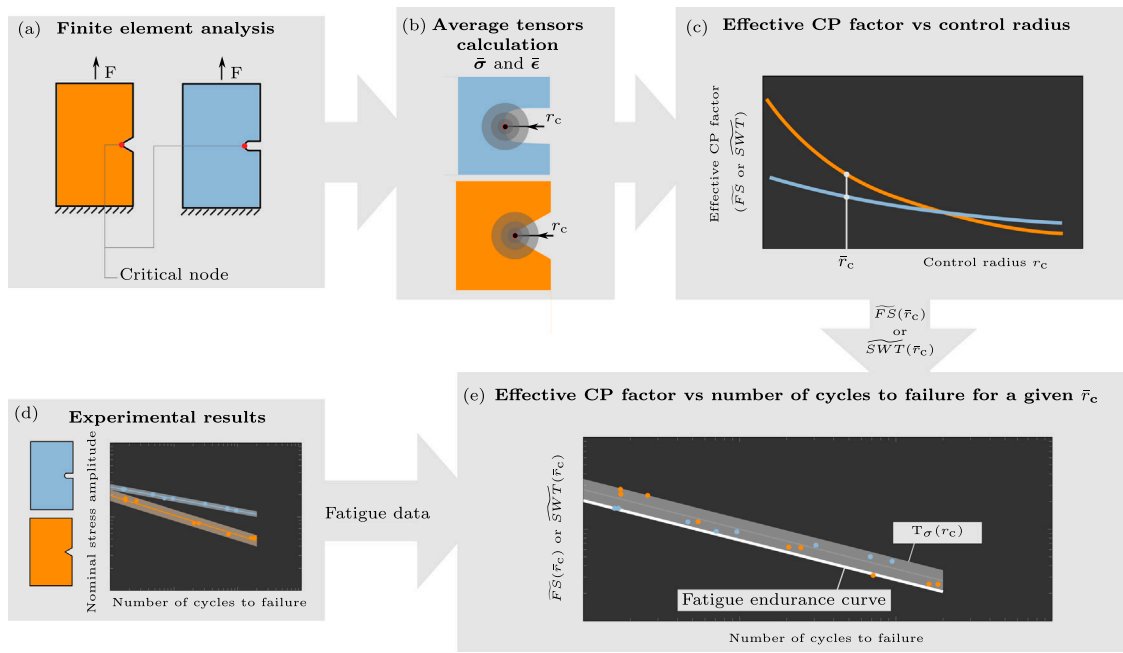 (a) Finite element analysis
F
F
Critical node
(b) Average tensors
calculation
σ̄ and ε̄
r_c
r_c
(c) Effective CP factor vs control radius
Effective CP factor
(F̃S̃ or S̃W̃T̃)
r̄_c
Control radius r_c
F̃S̃(r̄_c)
or
S̃W̃T̃(r̄_c)
(d) Experimental results
Nominal stress amplitude
Number of cycles to failure
Fatigue data
(e) Effective CP factor vs number of cycles to failure for a given r̄_c
F̃S̃(r̄_c) or S̃W̃T̃(r̄_c)
T_σ(r_c)
Fatigue endurance curve
Number of cycles to failure